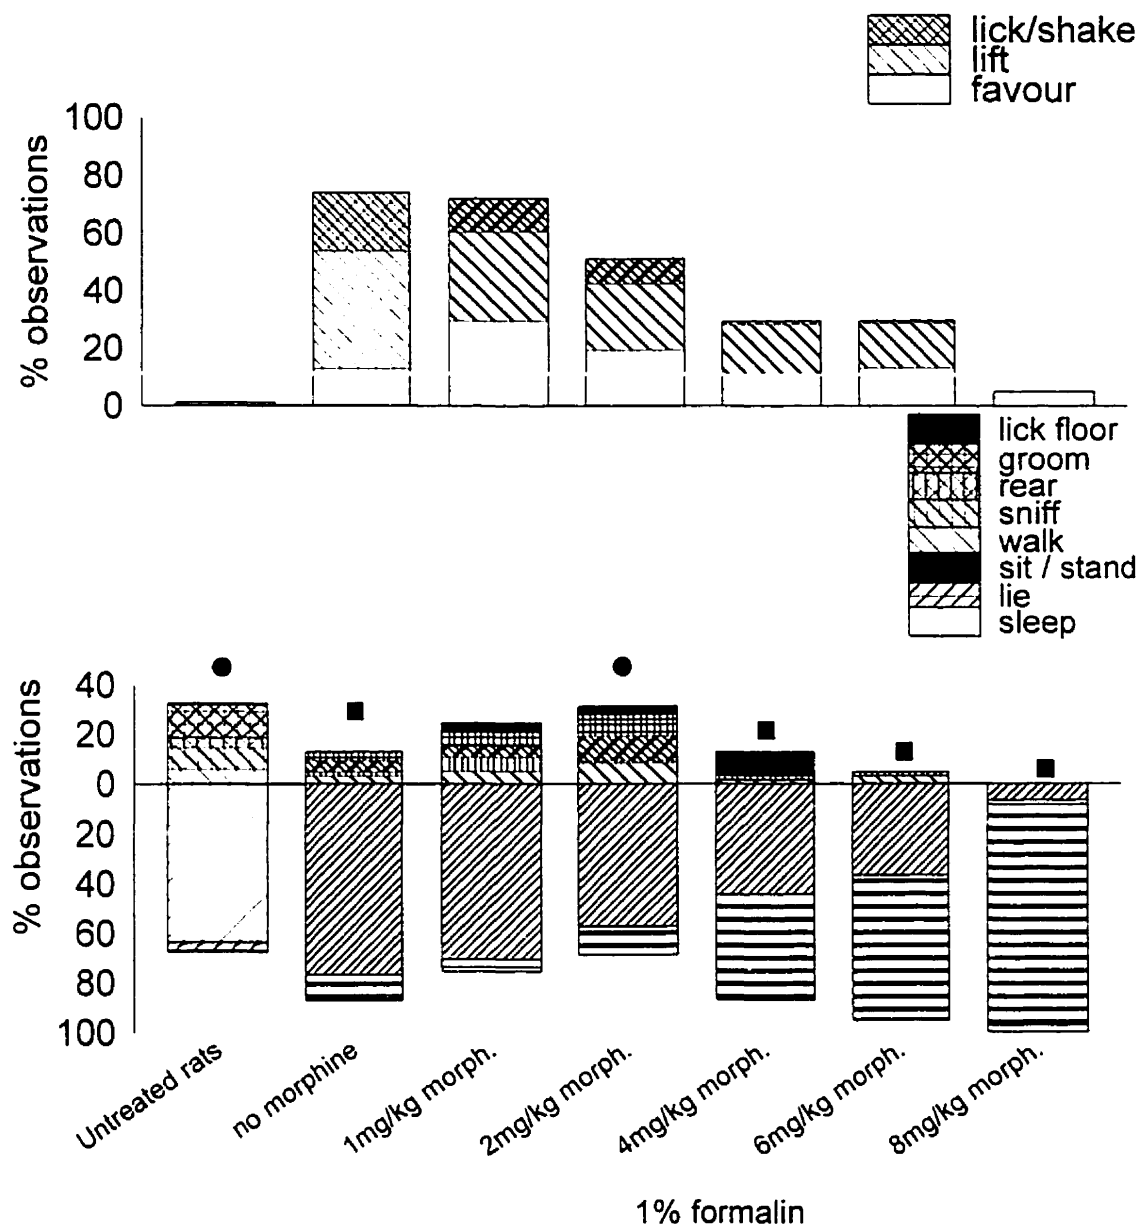 lick/shake
lift
favour
100
80
60
40
20
0
% observations
lick floor
groom
rear
sniff
walk
sit / stand
lie
sleep
40
20
0
20
40
60
80
100
% observations
Untreated rats
no morphine
1mg/kg morph.
2mg/kg morph.
4mg/kg morph.
6mg/kg morph.
8mg/kg morph.
1% formalin